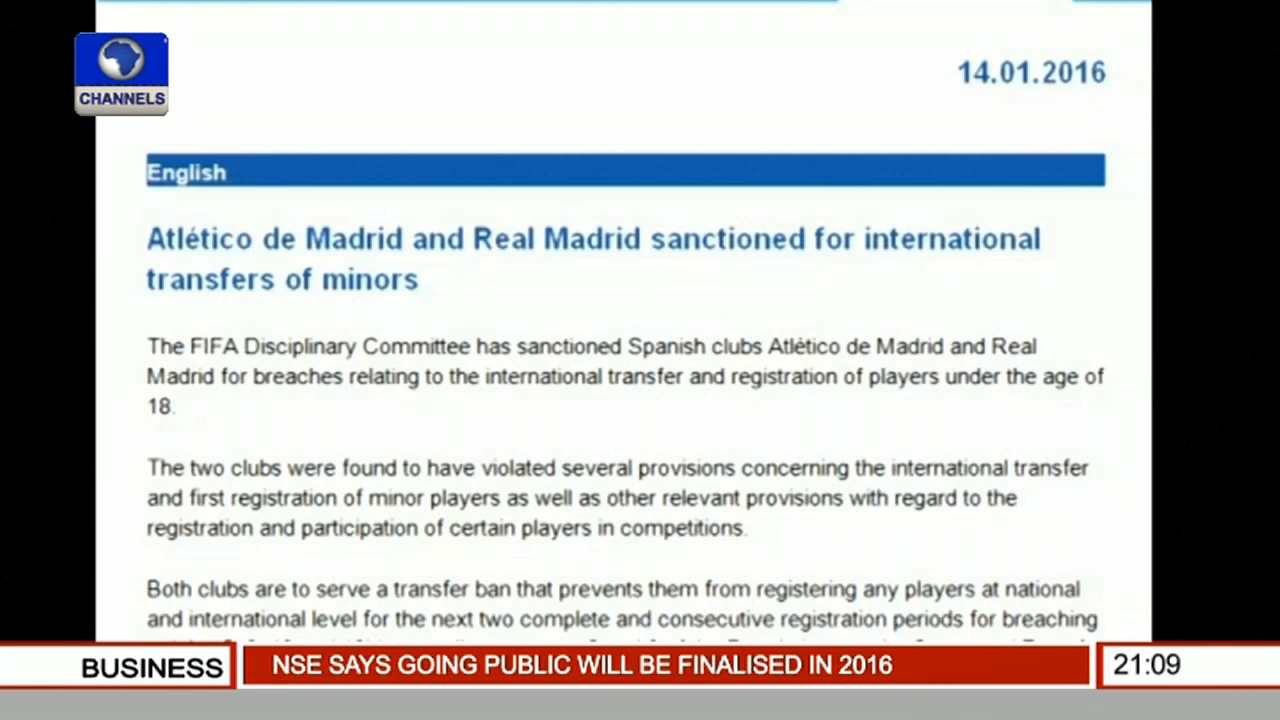 CHANNELS
14.01.2016
English
Atlético de Madrid and Real Madrid sanctioned for international
transfers of minors
The FIFA Disciplinary Committee has sanctioned Spanish clubs Atlético de Madrid and Real
Madrid for breaches relating to the international transfer and registration of players under the age of
18.
The two clubs were found to have violated several provisions concerning the international transfer
and first registration of minor players as well as other relevant provisions with regard to the
registration and participation of certain players in competitions.
Both clubs are to serve a transfer ban that prevents them from registering any players at national
and international level for the next two complete and consecutive registration periods for breaching
BUSINESS
NSE SAYS GOING PUBLIC WILL BE FINALISED IN 2016
21:09